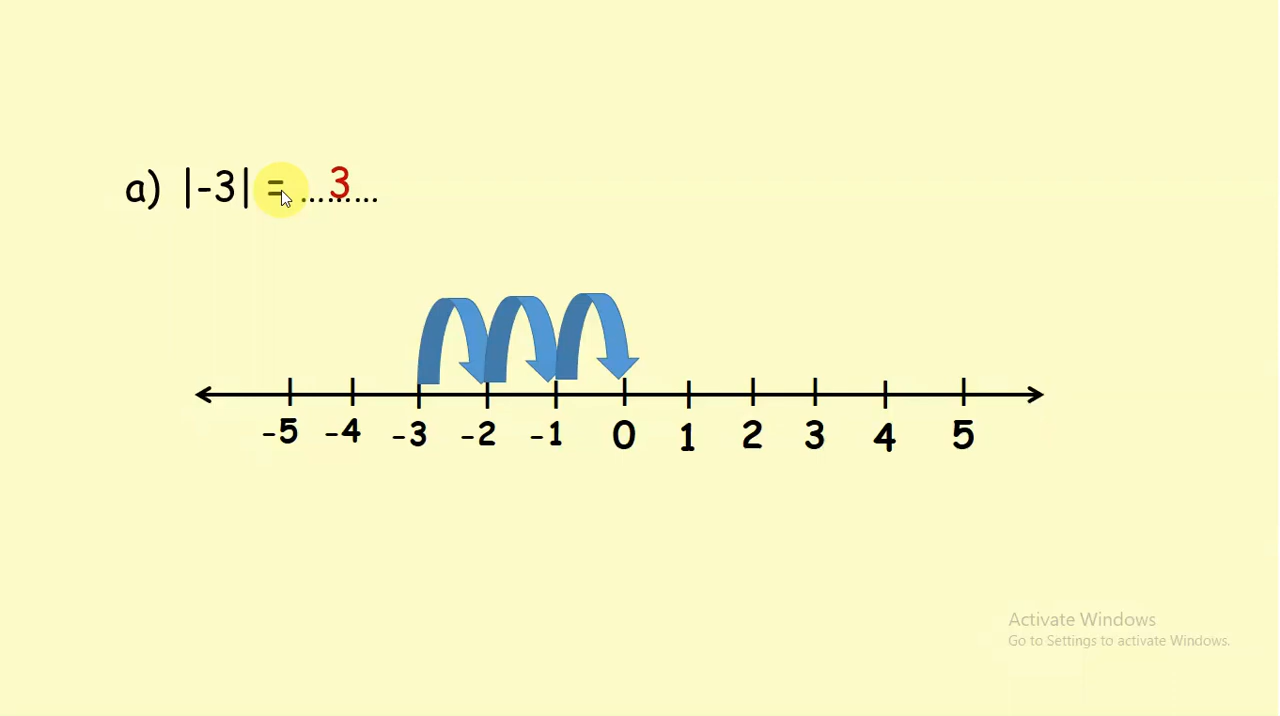 a) |-3| = ...3......
-5 -4 -3 -2 -1 0 1 2 3 4 5
Activate Windows
Go to Settings to activate Windows.